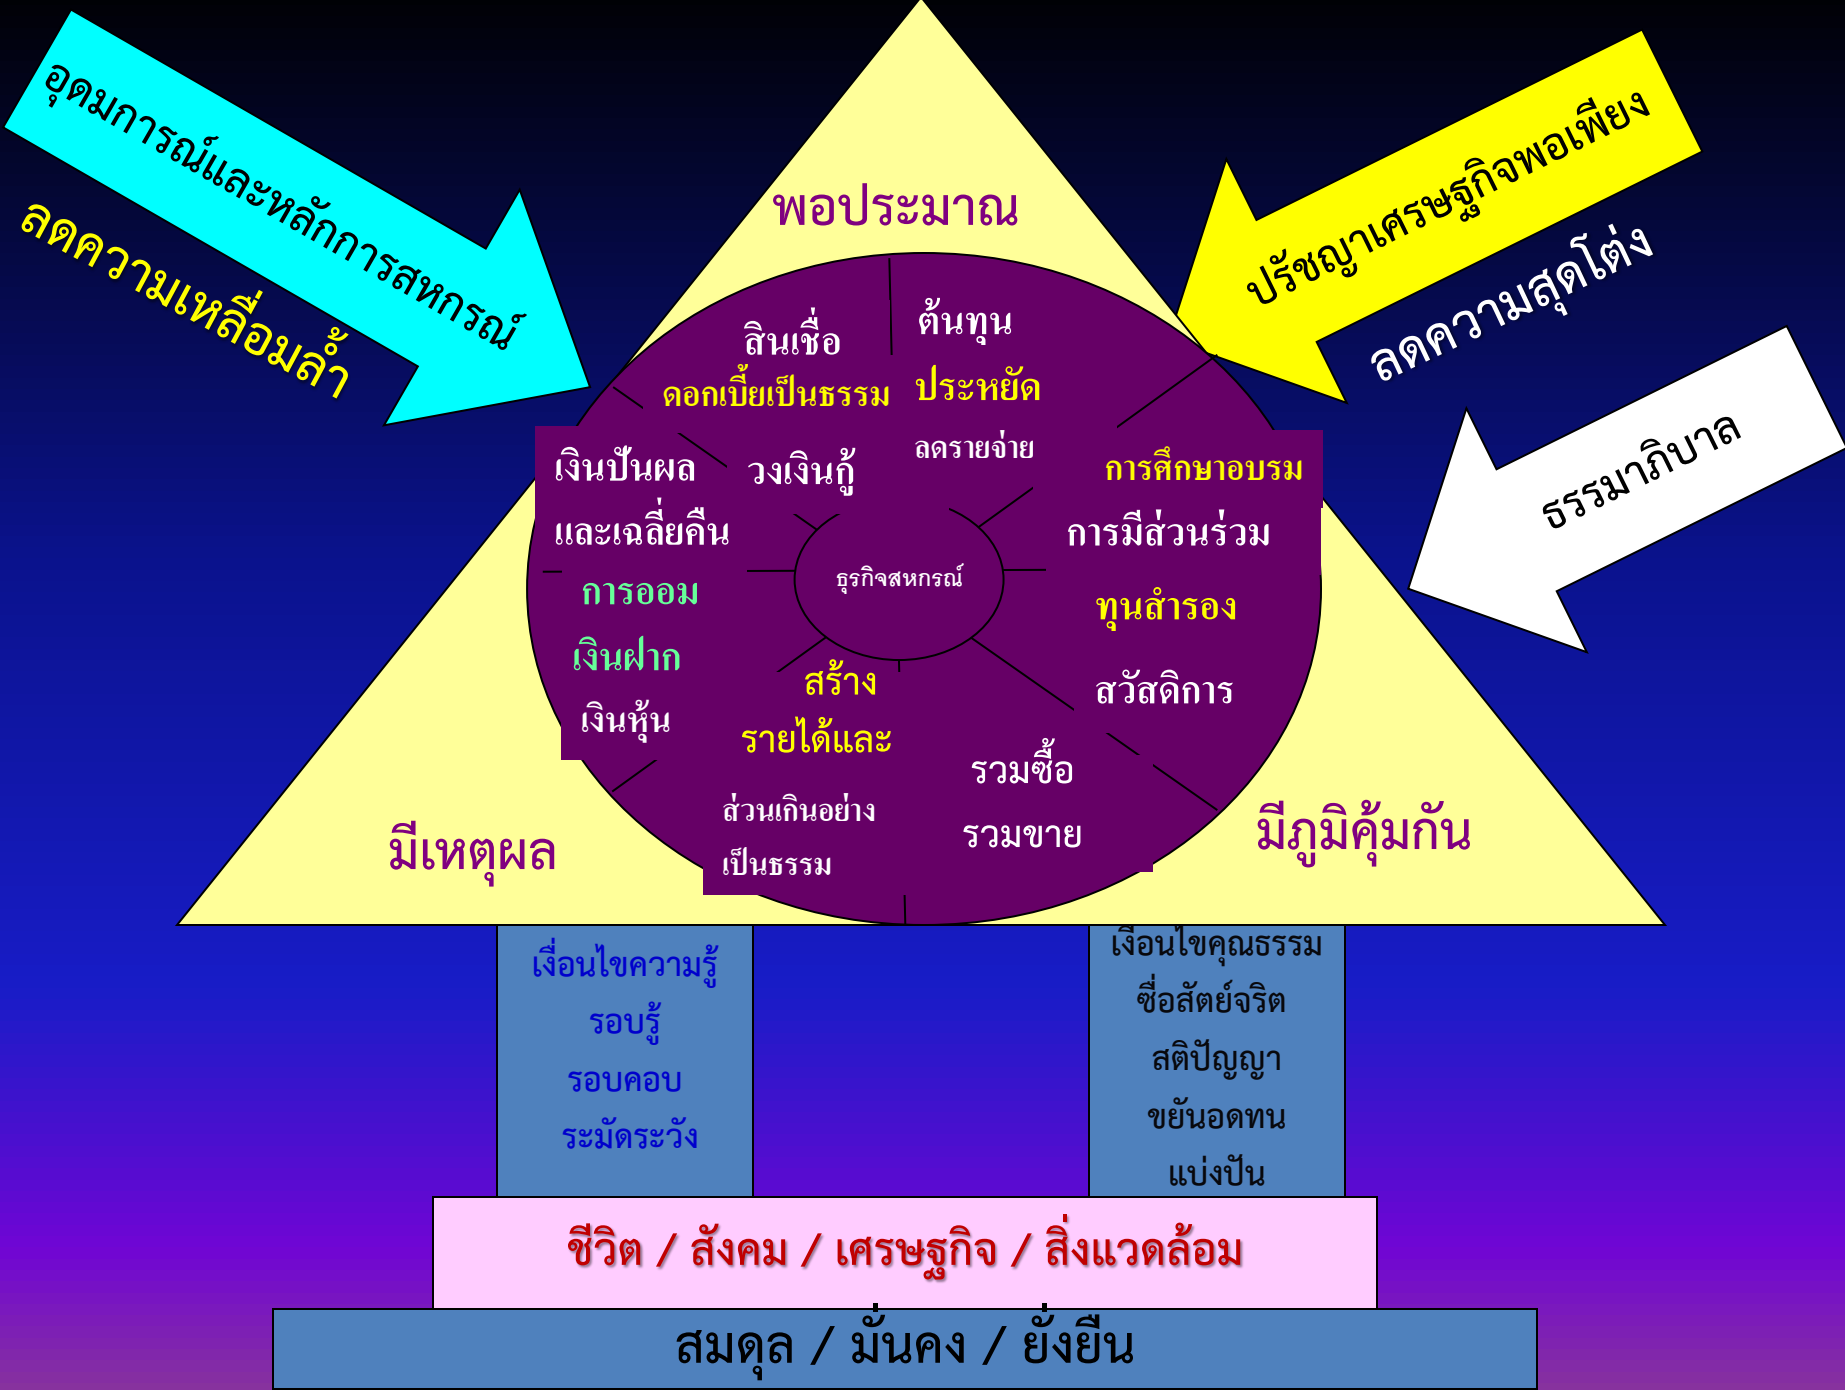 อุดมการณ์และหลักการสหกรณ์
ลดความเหลื่อมล้ำ
ปรัชญาเศรษฐกิจพอเพียง
ลดความสุดโต่ง
ธรรมาภิบาล
พอประมาณ
สินเชื่อ
ดอกเบี้ยเป็นธรรม
วงเงินกู้
ต้นทุน
ประหยัด
ลดรายจ่าย
เงินปันผล
และเฉลี่ยคืน
การศึกษาอบรม
การมีส่วนร่วม
ธุรกิจสหกรณ์
การออม
เงินฝาก
เงินหุ้น
ทุนสำรอง
สวัสดิการ
สร้าง
รายได้และ
ส่วนเกินอย่าง
เป็นธรรม
รวมซื้อ
รวมขาย
มีเหตุผล
มีภูมิคุ้มกัน
เงื่อนไขความรู้
รอบรู้
รอบคอบ
ระมัดระวัง
เงื่อนไขคุณธรรม
ซื่อสัตย์จริต
สติปัญญา
ขยันอดทน
แบ่งปัน
ชีวิต / สังคม / เศรษฐกิจ / สิ่งแวดล้อม
สมดุล / มั่นคง / ยั่งยืน